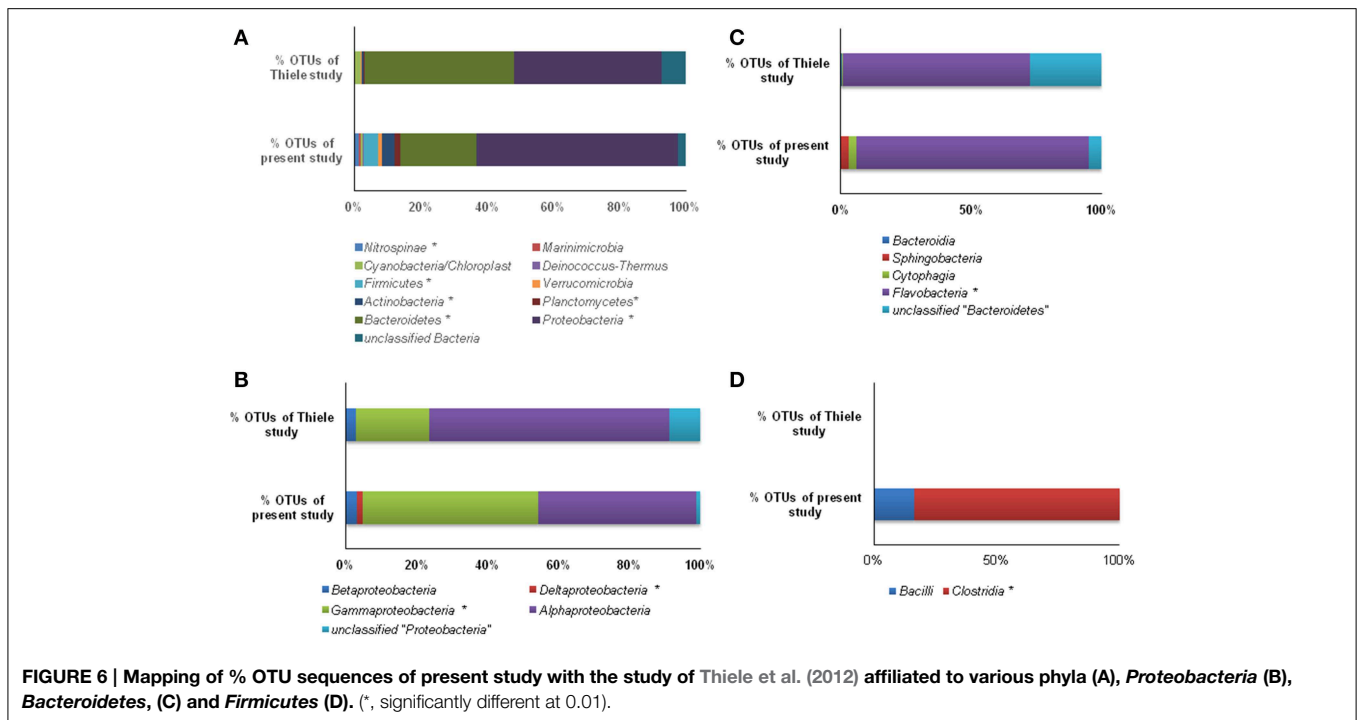 A
% OTUs of
Thiele study
% OTUs of
present study
0% 20% 40% 60% 80% 100%
Nitrospinae * Marinimicrobia
Cyanobacteria/Chloroplast Deinococcus-Thermus
Firmicutes * Verrucomicrobia
Actinobacteria * Planctomycetes*
Bacteroidetes * Proteobacteria *
unclassified Bacteria
C
% OTUs of Thiele
study
% OTUs of present
study
0% 50% 100%
Bacteroidia
Sphingobacteria
Cytophagia
Flavobacteria *
unclassified "Bacteroidetes"
B
% OTUs of Thiele
study
% OTUs of
present study
0% 20% 40% 60% 80% 100%
Betaproteobacteria Deltaproteobacteria *
Gammaproteobacteria * Alphaproteobacteria
unclassified "Proteobacteria"
D
% OTUs of Thiele
study
% OTUs of present
study
0% 50% 100%
Bacilli Clostridia *
FIGURE 6 | Mapping of % OTU sequences of present study with the study of Thiele et al. (2012) affiliated to various phyla (A), Proteobacteria (B),
Bacteroidetes, (C) and Firmicutes (D). (*, significantly different at 0.01).